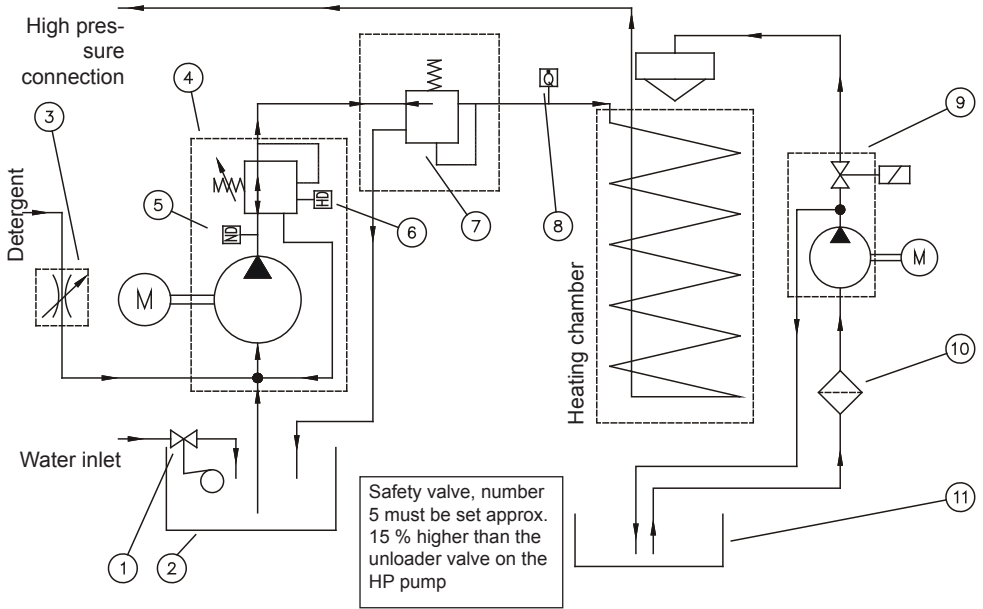 High pres-
sure
connection
4
3
9
Detergent
5
ND
HD
6
7
Q
8
M
M
Heating chamber
10
Water inlet
1
2
Safety valve, number
5 must be set approx.
15 % higher than the
unloader valve on the
HP pump
11